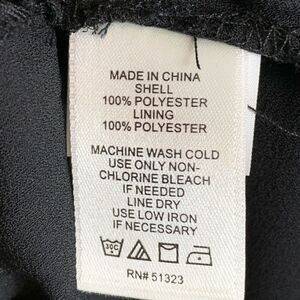 MADE IN CHINA
SHELL
100% POLYESTER
LINING
100% POLYESTER
MACHINE WASH COLD
USE ONLY NON-
CHLORINE BLEACH
IF NEEDED
LINE DRY
USE LOW IRON
IF NECESSARY
30C
RN# 51323